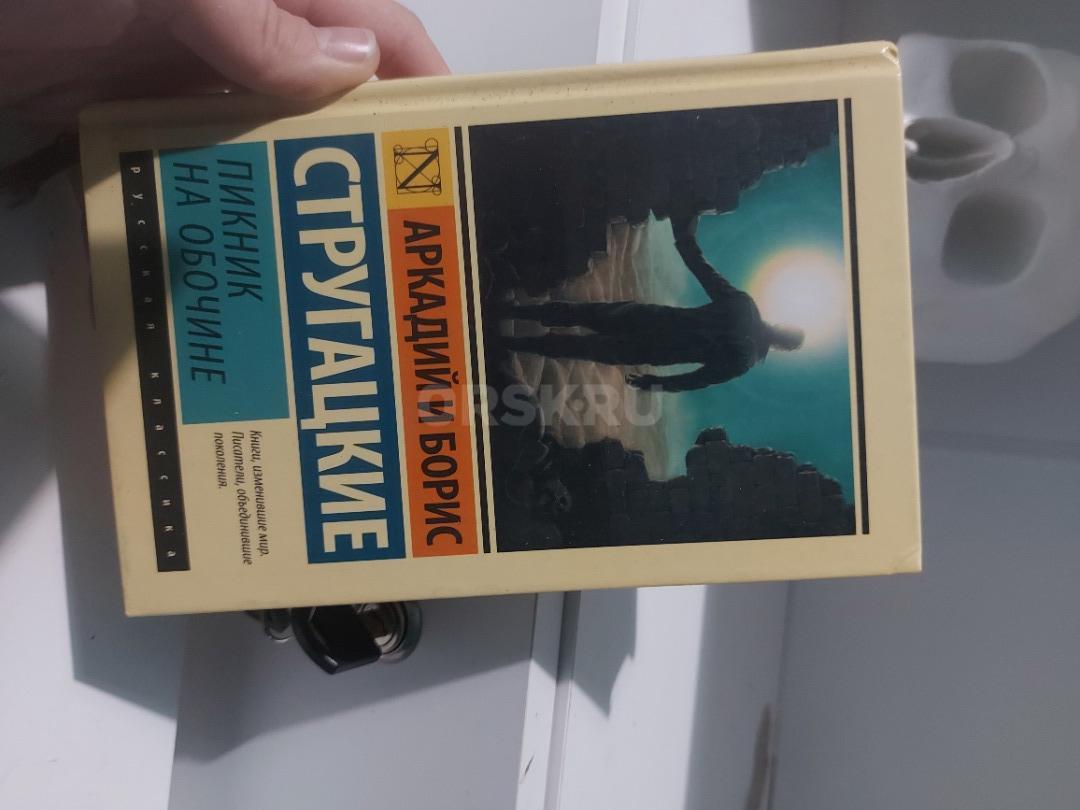 АРКАДИЙ И БОРИС
СТРУГАЦКИЕ
Книги, изменившие мир.
Писатели, объединившие
поколения.
ПИКНИК
НА ОБОЧИНЕ
русская классика
ORSK.RU